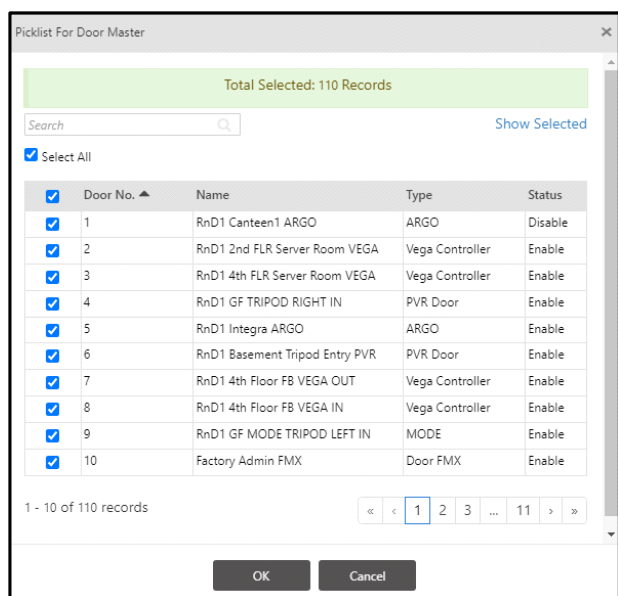 Picklist For Door Master ×
Total Selected: 110 Records
Search
Show Selected
Select All
Door No. Name Type Status
1 RnD1 Canteen1 ARGO ARGO Disable
2 RnD1 2nd FLR Server Room VEGA Vega Controller Enable
3 RnD1 4th FLR Server Room VEGA Vega Controller Enable
4 RnD1 GF TRIPOD RIGHT IN PVR Door Enable
5 RnD1 Integra ARGO ARGO Enable
6 RnD1 Basement Tripod Entry PVR PVR Door Enable
7 RnD1 4th Floor FB VEGA OUT Vega Controller Enable
8 RnD1 4th Floor FB VEGA IN Vega Controller Enable
9 RnD1 GF MODE TRIPOD LEFT IN MODE Enable
10 Factory Admin FMX Door FMX Enable
1 - 10 of 110 records « ‹ 1 2 3 ... 11 › »
OK Cancel